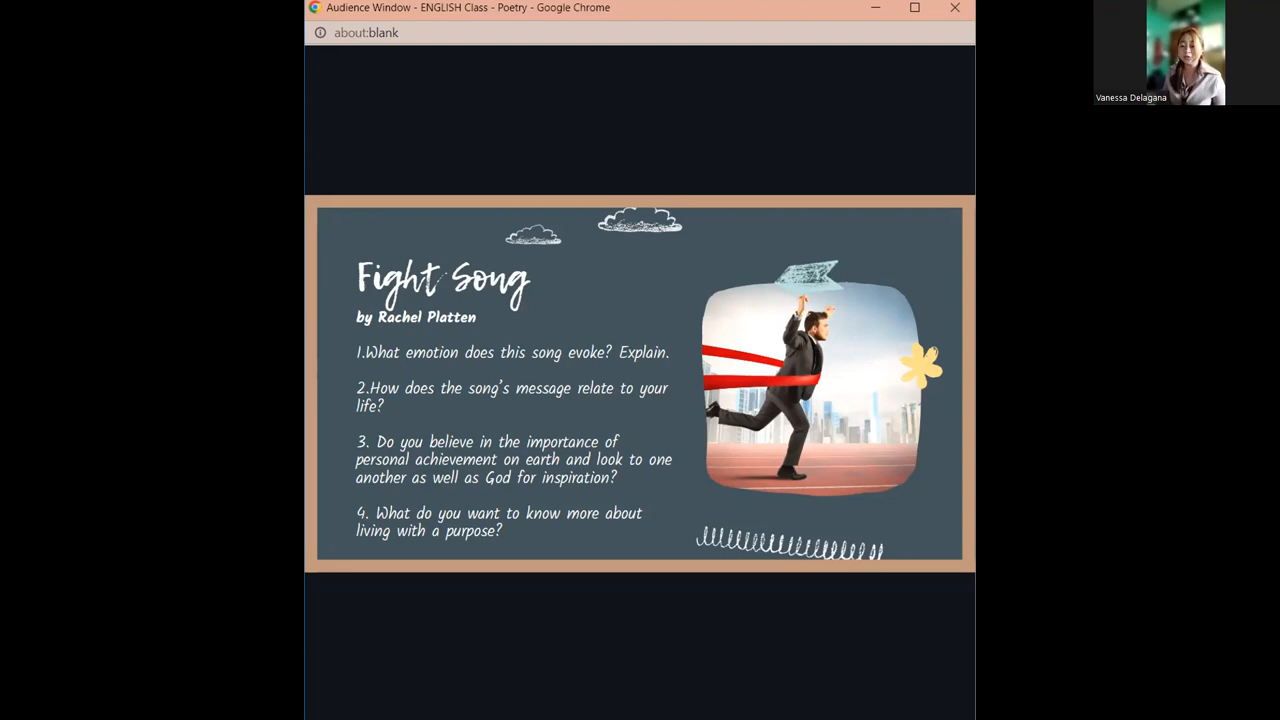 Audience Window - ENGLISH Class - Poetry - Google Chrome
about:blank
Vanessa Delagana
Fight Song
by Rachel Platten
1.What emotion does this song evoke? Explain.
2.How does the song's message relate to your
life?
3. Do you believe in the importance of
personal achievement on earth and look to one
another as well as God for inspiration?
4. What do you want to know more about
living with a purpose?